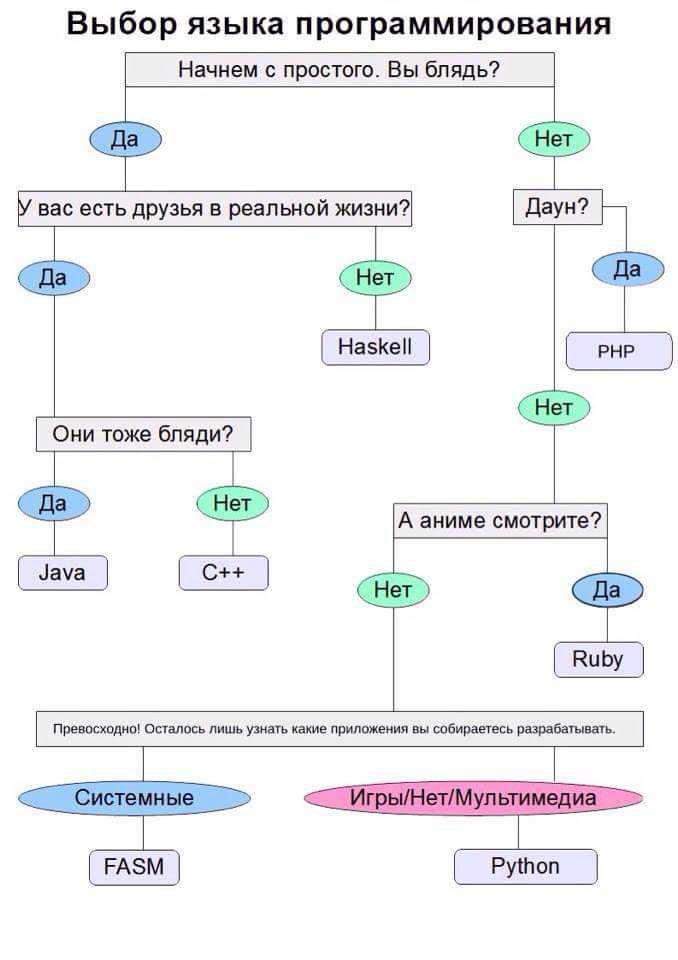 Выбор языка программирования
Начнем с простого. Вы блядь?
Да
Нет
У вас есть друзья в реальной жизни?
Даун?
Да
Нет
Да
Haskell
PHP
Нет
Они тоже бляди?
Да
Нет
А аниме смотрите?
Java
C++
Нет
Да
Ruby
Превосходно! Осталось лишь узнать какие приложения вы собираетесь разрабатывать.
Системные
Игры/Нет/Мультимедиа
FASM
Python